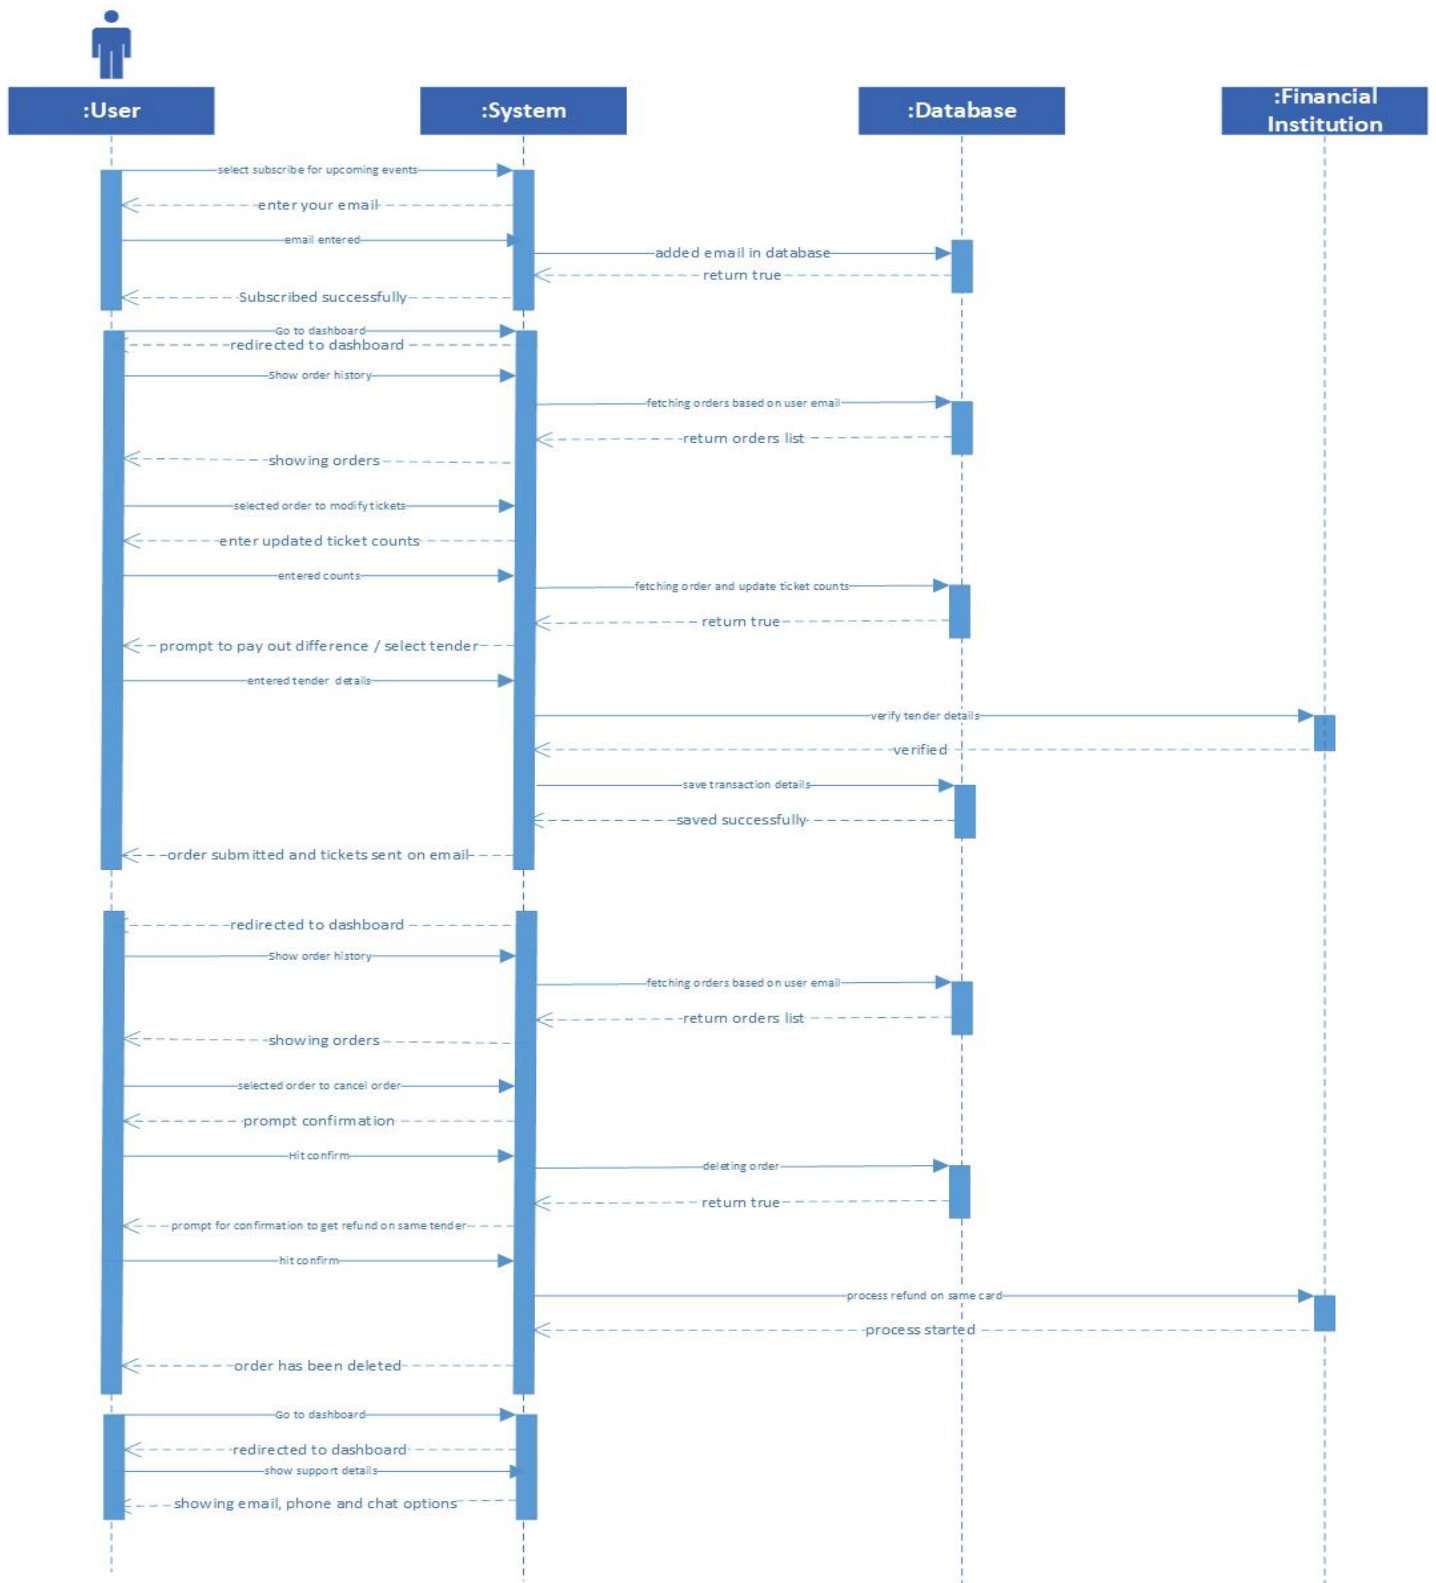 :User
:System
:Database
:Financial
Institution
select subscribe for upcoming events
enter your email
email entered
added email in database
return true
Subscribed successfully
Go to dashboard
redirected to dashboard
Show order history
fetching orders based on user email
return orders list
showing orders
selected order to modify tickets
enter updated ticket counts
entered counts
fetching order and update ticket counts
return true
prompt to pay out difference / select tender
entered tender details
verify tender details
verified
save transaction details
saved successfully
order submitted and tickets sent on email
redirected to dashboard
Show order history
fetching orders based on user email
return orders list
showing orders
selected order to cancel order
prompt confirmation
Hit confirm
deleting order
return true
prompt for confirmation to get refund on same tender
hit confirm
process refund on same card
process started
order has been deleted
Go to dashboard
redirected to dashboard
show support details
showing email, phone and chat options